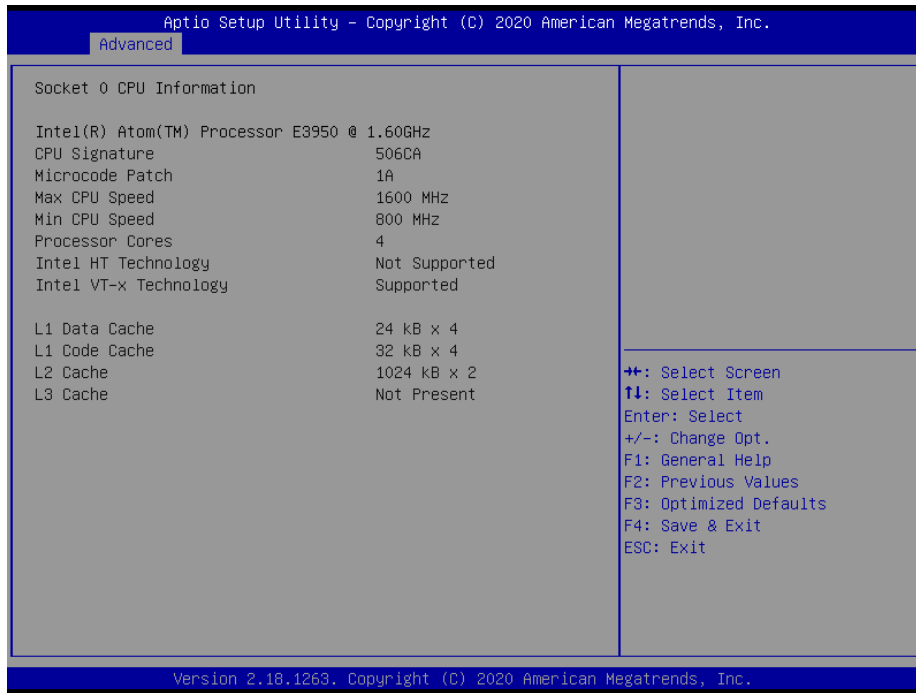 Aptio Setup Utility – Copyright (C) 2020 American Megatrends, Inc.
Advanced
Socket 0 CPU Information
Intel(R) Atom(TM) Processor E3950 @ 1.60GHz
CPU Signature 506CA
Microcode Patch 1A
Max CPU Speed 1600 MHz
Min CPU Speed 800 MHz
Processor Cores 4
Intel HT Technology Not Supported
Intel VT-x Technology Supported
L1 Data Cache 24 kB x 4
L1 Code Cache 32 kB x 4
L2 Cache 1024 kB x 2
L3 Cache Not Present
→←: Select Screen
↑↓: Select Item
Enter: Select
+/-: Change Opt.
F1: General Help
F2: Previous Values
F3: Optimized Defaults
F4: Save & Exit
ESC: Exit
Version 2.18.1263. Copyright (C) 2020 American Megatrends, Inc.